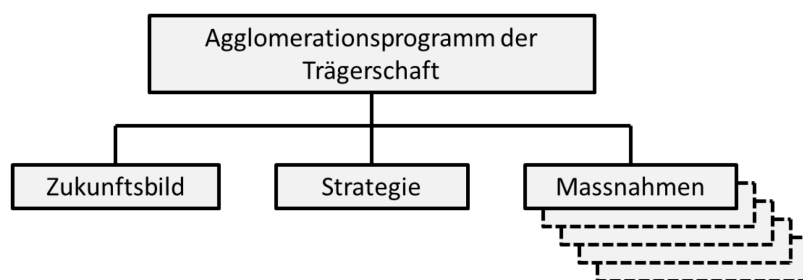 Agglomerationsprogramm der
Trägerschaft
Zukunftsbild
Strategie
Massnahmen